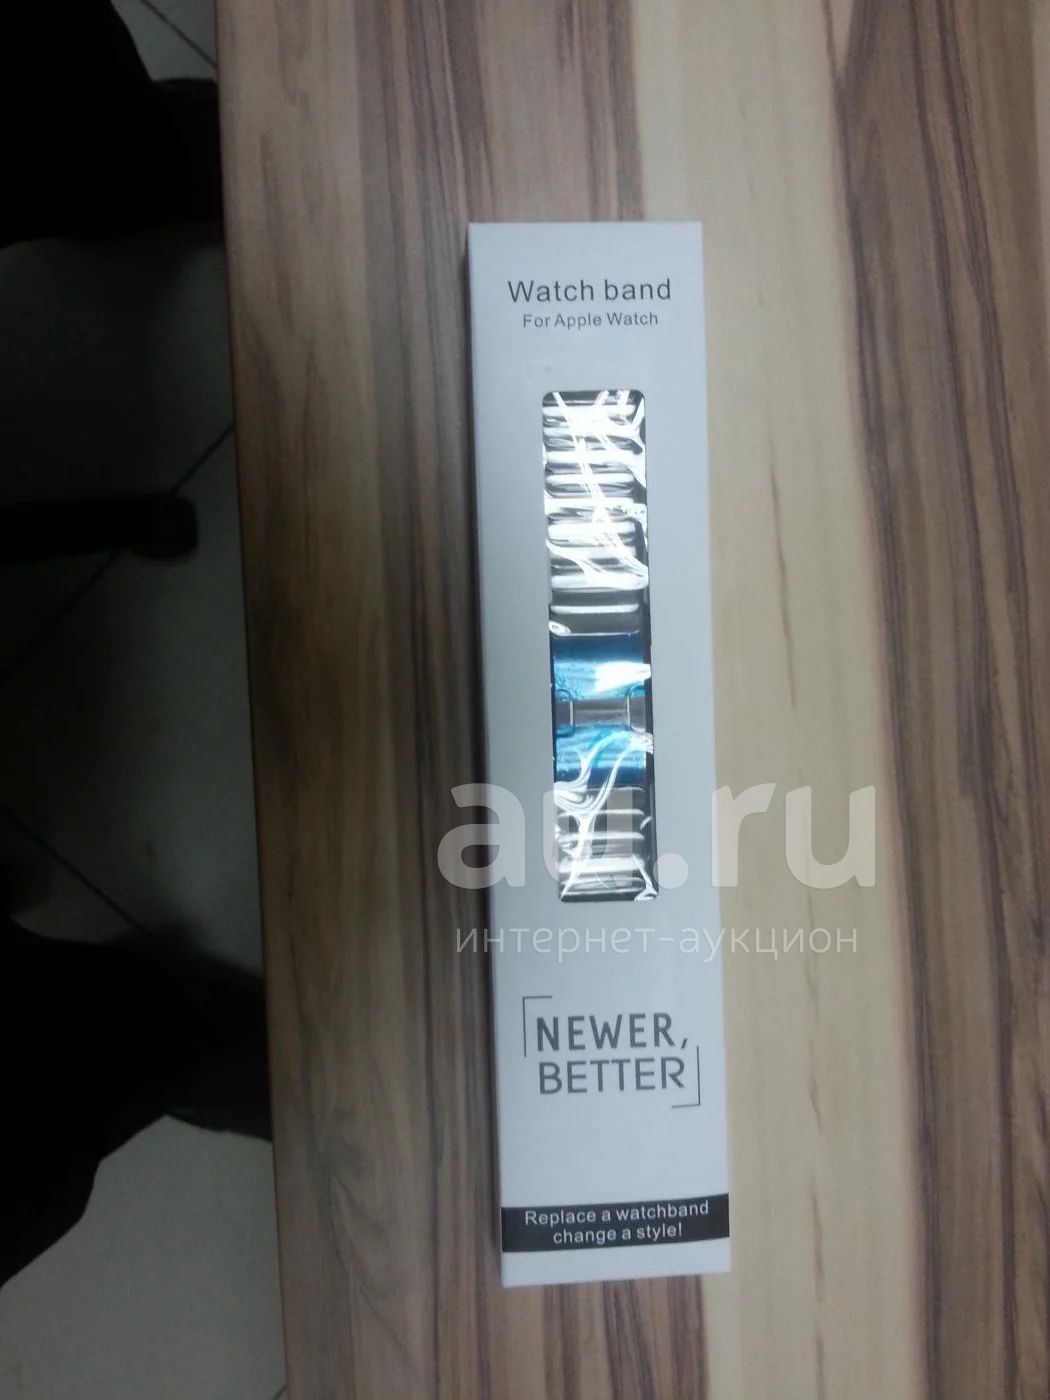 Watch band
For Apple Watch
au.ru
интернет-аукцион
NEWER,
BETTER
Replace a watchband
change a style!